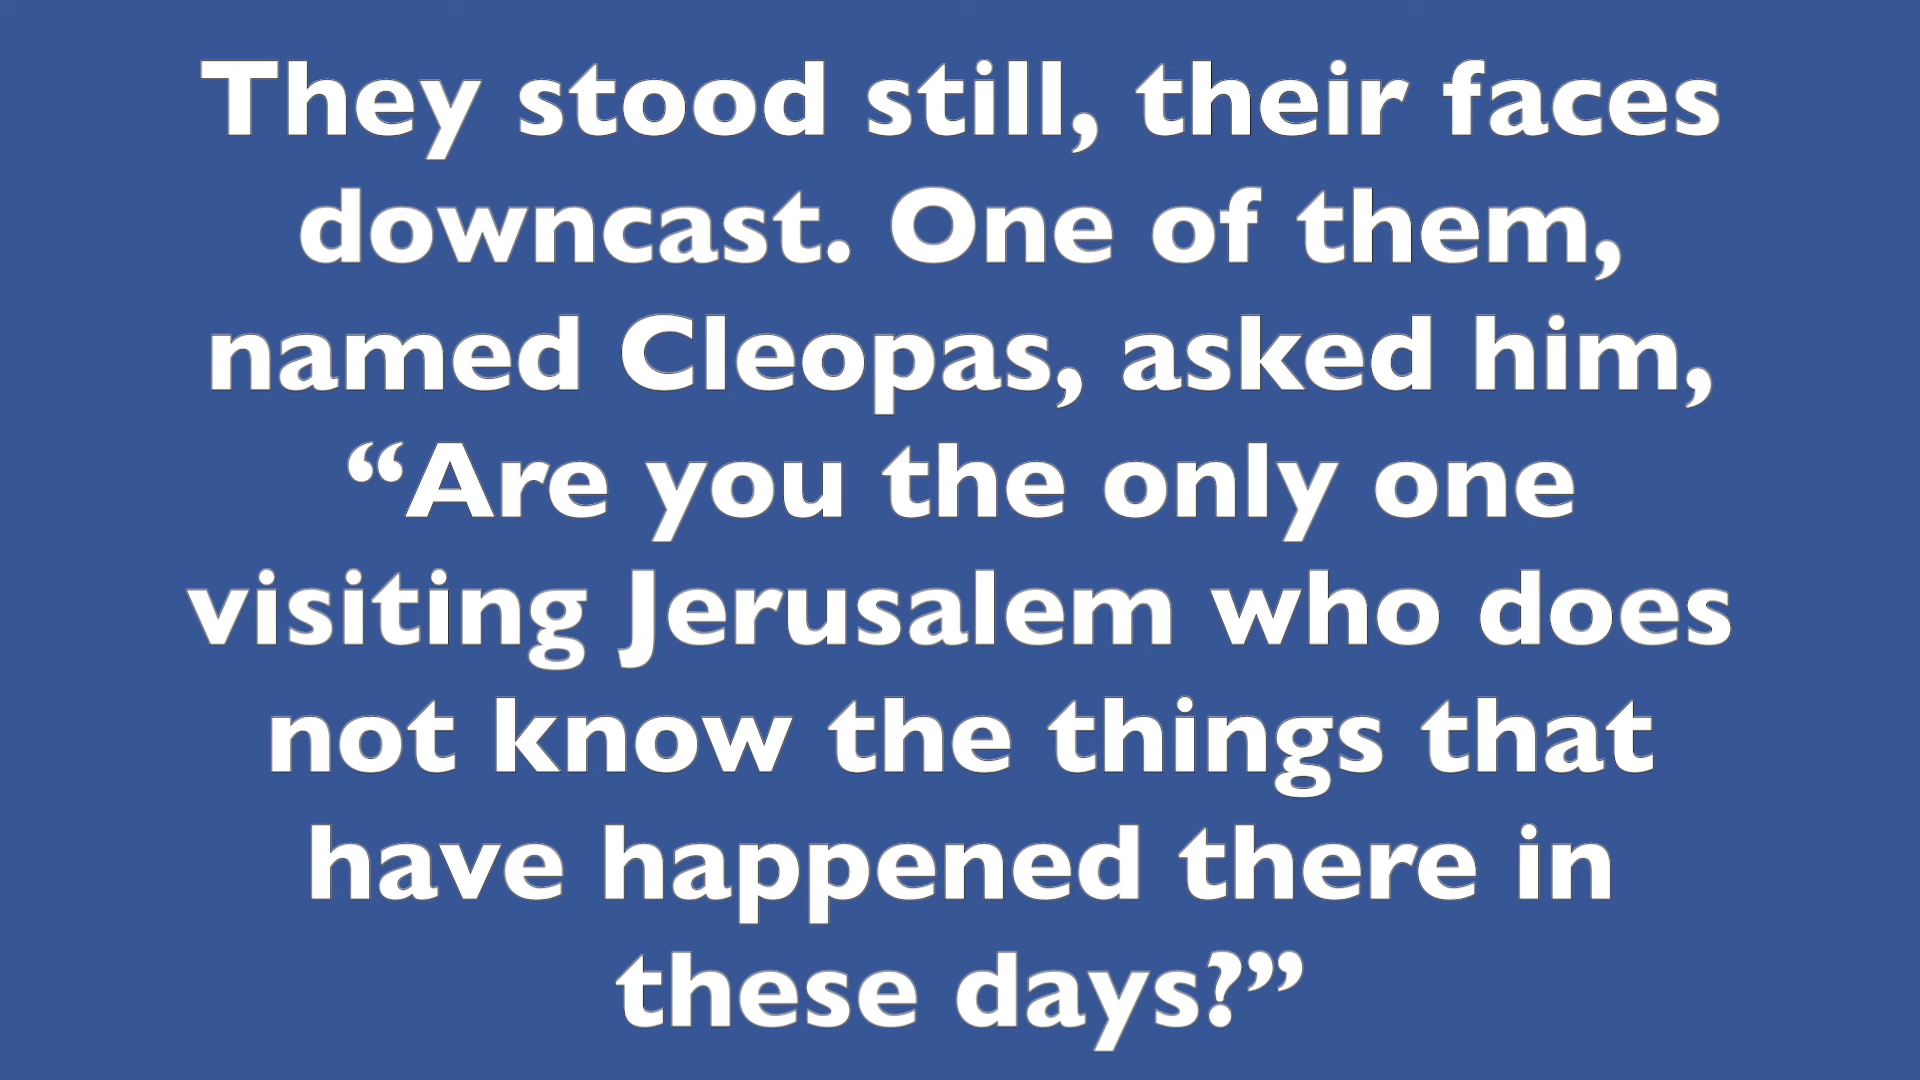 They stood still, their faces
downcast. One of them,
named Cleopas, asked him,
“Are you the only one
visiting Jerusalem who does
not know the things that
have happened there in
these days?”